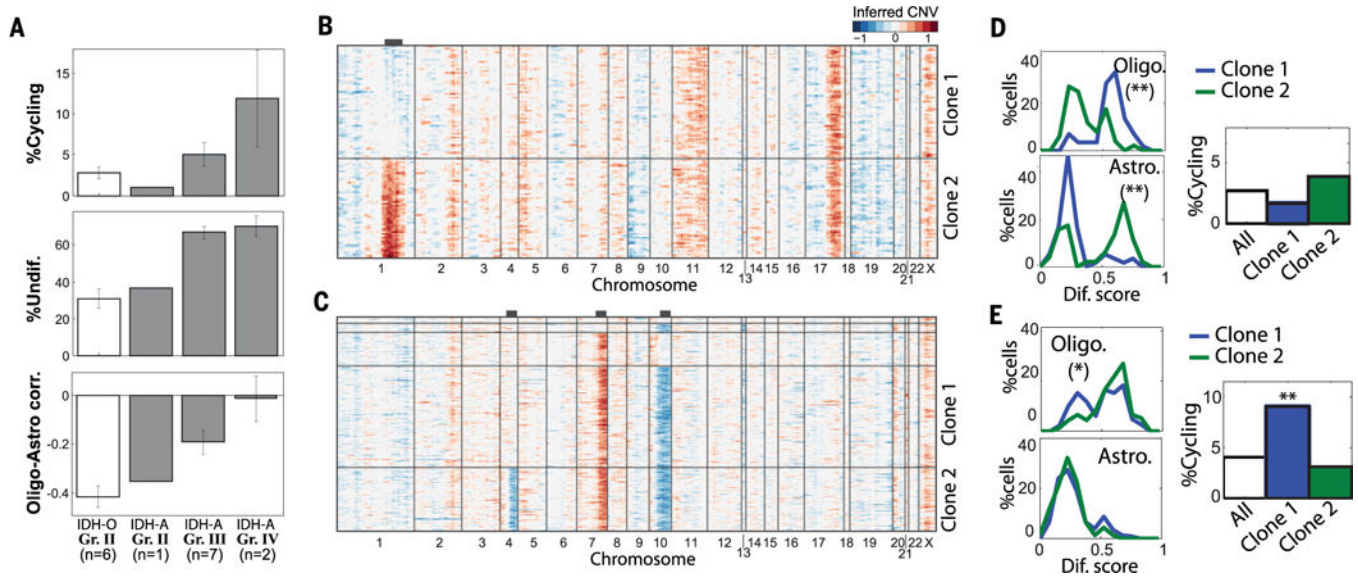 A
%Cycling
15
10
5
0
%Undif.
60
40
20
0
Oligo-Astro corr.
0
-0.2
-0.4
IDH-O IDH-A IDH-A IDH-A
Gr. II Gr. II Gr. III Gr. IV
(n=6) (n=1) (n=7) (n=2)
B
Inferred CNV
−1 0 1
Clone 1
Clone 2
1 2 3 4 5 6 7 8 9 10 11 12 13 14 15 16 17 18 19 20 21 22 X
Chromosome
C
Clone 1
Clone 2
1 2 3 4 5 6 7 8 9 10 11 12 13 14 15 16 17 18 19 20 21 22 X
Chromosome
D
%cells
40
20
0
Oligo.
(**)
%cells
40
20
0
Astro.
(**)
0 0.5 1
Dif. score
Clone 1
Clone 2
%Cycling
5
0
All
Clone 1
Clone 2
E
%cells
40
20
0
Oligo.
(*)
%cells
40
20
0
Astro.
0 0.5 1
Dif. score
Clone 1
Clone 2
%Cycling
10
5
0
**
All
Clone 1
Clone 2